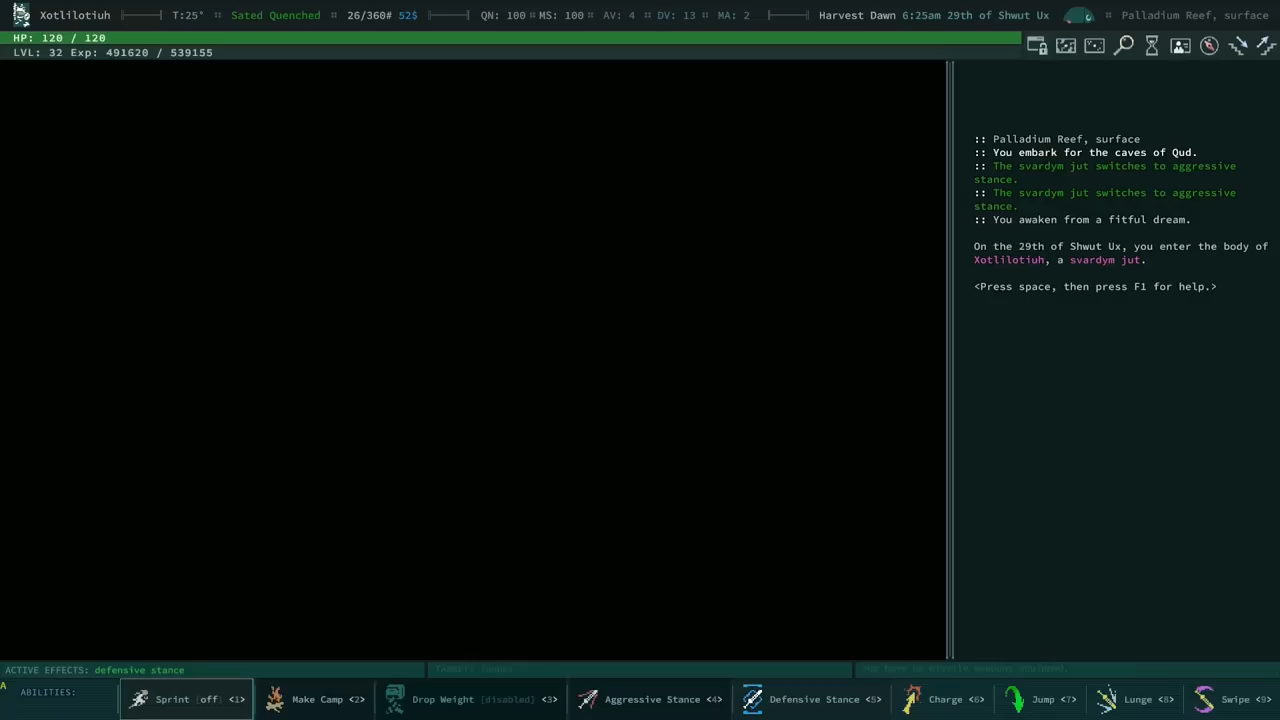 Xotlilotiuh T:25° Sated Quenched 26/360# 52$ QN: 100 MS: 100 AV: 4 DV: 13 MA: 2 Harvest Dawn 6:25am 29th of Shwut Ux Palladium Reef, surface
HP: 120 / 120
LVL: 32 Exp: 491620 / 539155
:: Palladium Reef, surface
:: You embark for the caves of Qud.
:: The svardym jut switches to aggressive
stance.
:: The svardym jut switches to aggressive
stance.
:: You awaken from a fitful dream.
On the 29th of Shwut Ux, you enter the body of
Xotlilotiuh, a svardym jut.
<Press space, then press F1 for help.>
ACTIVE EFFECTS: defensive stance
A
ABILITIES: Sprint [off] <1> Make Camp <2> Drop Weight [disabled] <3> Aggressive Stance <4> Defensive Stance <5> Charge <6> Jump <7> Lunge <8> Swipe <9>